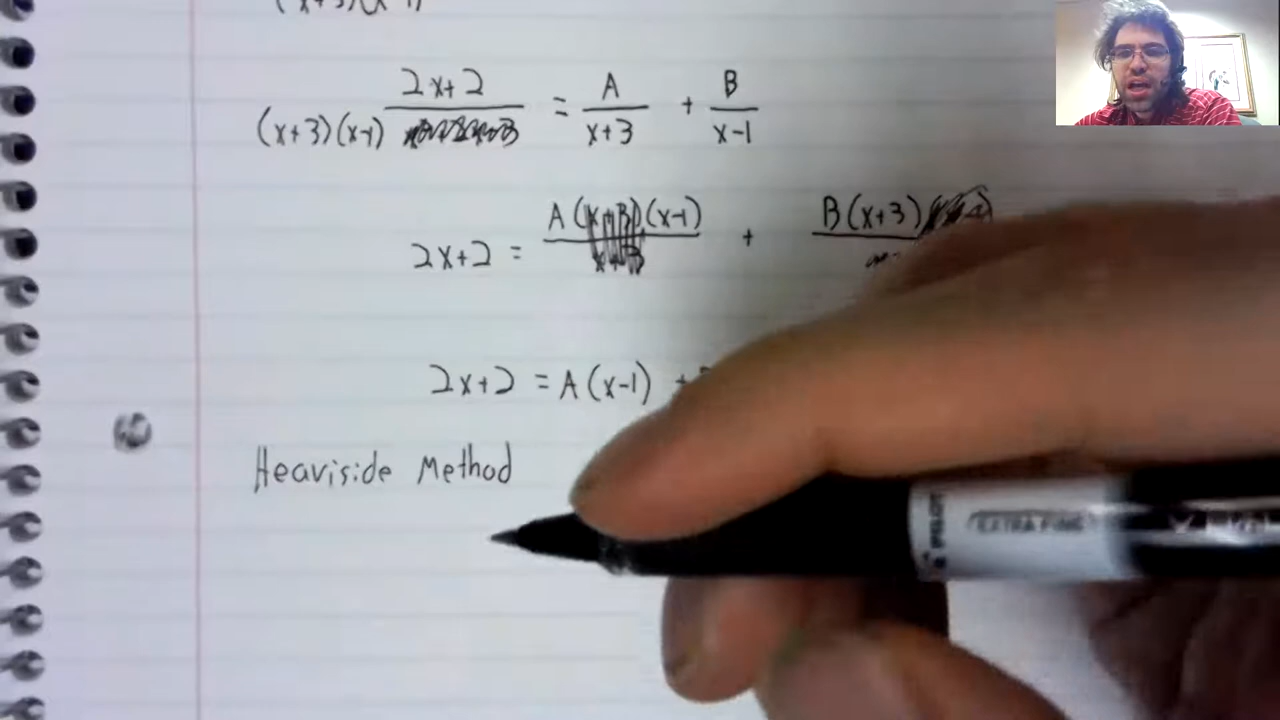 2x+2 = A + B
(x+3)(x-1) x+3 x-1
2x+2 = A(x+3)(x-1) + B(x+3)
x+3
2x+2 = A(x-1) +
Heaviside Method
PILOT EXTRA FINE